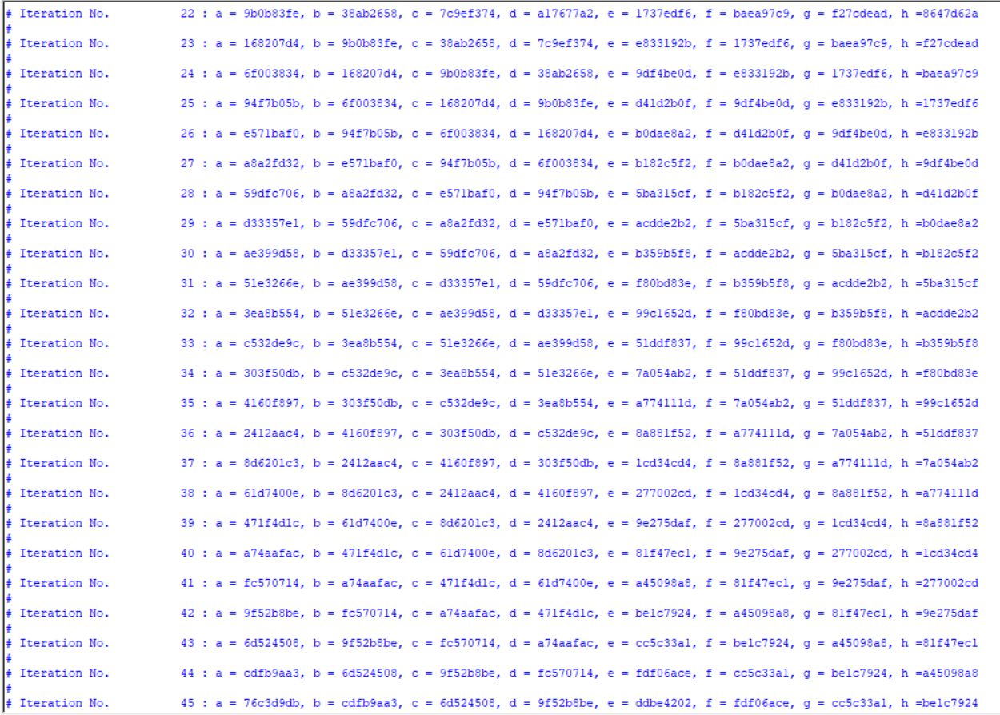 # Iteration No.          22 : a = 9b0b83fe, b = 38ab2658, c = 7c9ef374, d = a17677a2, e = 1737edf6, f = baea97c9, g = f27cdead, h =8647d62a
#
# Iteration No.          23 : a = 168207d4, b = 9b0b83fe, c = 38ab2658, d = 7c9ef374, e = e833192b, f = 1737edf6, g = baea97c9, h =f27cdead
#
# Iteration No.          24 : a = 6f003834, b = 168207d4, c = 9b0b83fe, d = 38ab2658, e = 9df4be0d, f = e833192b, g = 1737edf6, h =baea97c9
#
# Iteration No.          25 : a = 94f7b05b, b = 6f003834, c = 168207d4, d = 9b0b83fe, e = d41d2b0f, f = 9df4be0d, g = e833192b, h =1737edf6
#
# Iteration No.          26 : a = e571baf0, b = 94f7b05b, c = 6f003834, d = 168207d4, e = b0dae8a2, f = d41d2b0f, g = 9df4be0d, h =e833192b
#
# Iteration No.          27 : a = a8a2fd32, b = e571baf0, c = 94f7b05b, d = 6f003834, e = b182c5f2, f = b0dae8a2, g = d41d2b0f, h =9df4be0d
#
# Iteration No.          28 : a = 59dfc706, b = a8a2fd32, c = e571baf0, d = 94f7b05b, e = 5ba315cf, f = b182c5f2, g = b0dae8a2, h =d41d2b0f
#
# Iteration No.          29 : a = d33357e1, b = 59dfc706, c = a8a2fd32, d = e571baf0, e = acdde2b2, f = 5ba315cf, g = b182c5f2, h =b0dae8a2
#
# Iteration No.          30 : a = ae399d58, b = d33357e1, c = 59dfc706, d = a8a2fd32, e = b359b5f8, f = acdde2b2, g = 5ba315cf, h =b182c5f2
#
# Iteration No.          31 : a = 51e3266e, b = ae399d58, c = d33357e1, d = 59dfc706, e = f80bd83e, f = b359b5f8, g = acdde2b2, h =5ba315cf
#
# Iteration No.          32 : a = 3ea8b554, b = 51e3266e, c = ae399d58, d = d33357e1, e = 99c1652d, f = f80bd83e, g = b359b5f8, h =acdde2b2
#
# Iteration No.          33 : a = c532de9c, b = 3ea8b554, c = 51e3266e, d = ae399d58, e = 51ddf837, f = 99c1652d, g = f80bd83e, h =b359b5f8
#
# Iteration No.          34 : a = 303f50db, b = c532de9c, c = 3ea8b554, d = 51e3266e, e = 7a054ab2, f = 51ddf837, g = 99c1652d, h =f80bd83e
#
# Iteration No.          35 : a = 4160f897, b = 303f50db, c = c532de9c, d = 3ea8b554, e = a774111d, f = 7a054ab2, g = 51ddf837, h =99c1652d
#
# Iteration No.          36 : a = 2412aac4, b = 4160f897, c = 303f50db, d = c532de9c, e = 8a881f52, f = a774111d, g = 7a054ab2, h =51ddf837
#
# Iteration No.          37 : a = 8d6201c3, b = 2412aac4, c = 4160f897, d = 303f50db, e = 1cd34cd4, f = 8a881f52, g = a774111d, h =7a054ab2
#
# Iteration No.          38 : a = 61d7400e, b = 8d6201c3, c = 2412aac4, d = 4160f897, e = 277002cd, f = 1cd34cd4, g = 8a881f52, h =a774111d
#
# Iteration No.          39 : a = 471f4d1c, b = 61d7400e, c = 8d6201c3, d = 2412aac4, e = 9e275daf, f = 277002cd, g = 1cd34cd4, h =8a881f52
#
# Iteration No.          40 : a = a74aafac, b = 471f4d1c, c = 61d7400e, d = 8d6201c3, e = 81f47ec1, f = 9e275daf, g = 277002cd, h =1cd34cd4
#
# Iteration No.          41 : a = fc570714, b = a74aafac, c = 471f4d1c, d = 61d7400e, e = a45098a8, f = 81f47ec1, g = 9e275daf, h =277002cd
#
# Iteration No.          42 : a = 9f52b8be, b = fc570714, c = a74aafac, d = 471f4d1c, e = be1c7924, f = a45098a8, g = 81f47ec1, h =9e275daf
#
# Iteration No.          43 : a = 6d524508, b = 9f52b8be, c = fc570714, d = a74aafac, e = cc5c33a1, f = be1c7924, g = a45098a8, h =81f47ec1
#
# Iteration No.          44 : a = cdfb9aa3, b = 6d524508, c = 9f52b8be, d = fc570714, e = fdf06ace, f = cc5c33a1, g = be1c7924, h =a45098a8
#
# Iteration No.          45 : a = 76c3d9db, b = cdfb9aa3, c = 6d524508, d = 9f52b8be, e = ddbe4202, f = fdf06ace, g = cc5c33a1, h =be1c7924